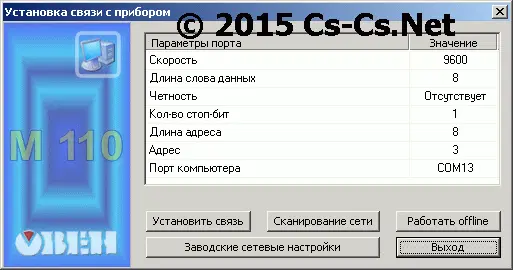 Установка связи с прибором
© 2015 Cs-Cs.Net
Параметры порта Значение
Скорость 9600
Длина слова данных 8
Четность Отсутствует
Кол-во стоп-бит 1
Длина адреса 8
Адрес 3
Порт компьютера COM13
М 110
ОВЕН
Установить связь Сканирование сети Работать offline
Заводские сетевые настройки Выход